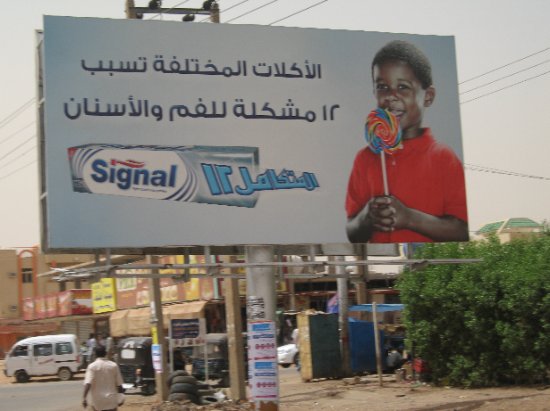 الأكلات المختلفة تسبب
١٢ مشكلة للفم والأسنان
Signal
المتكامل ١٢